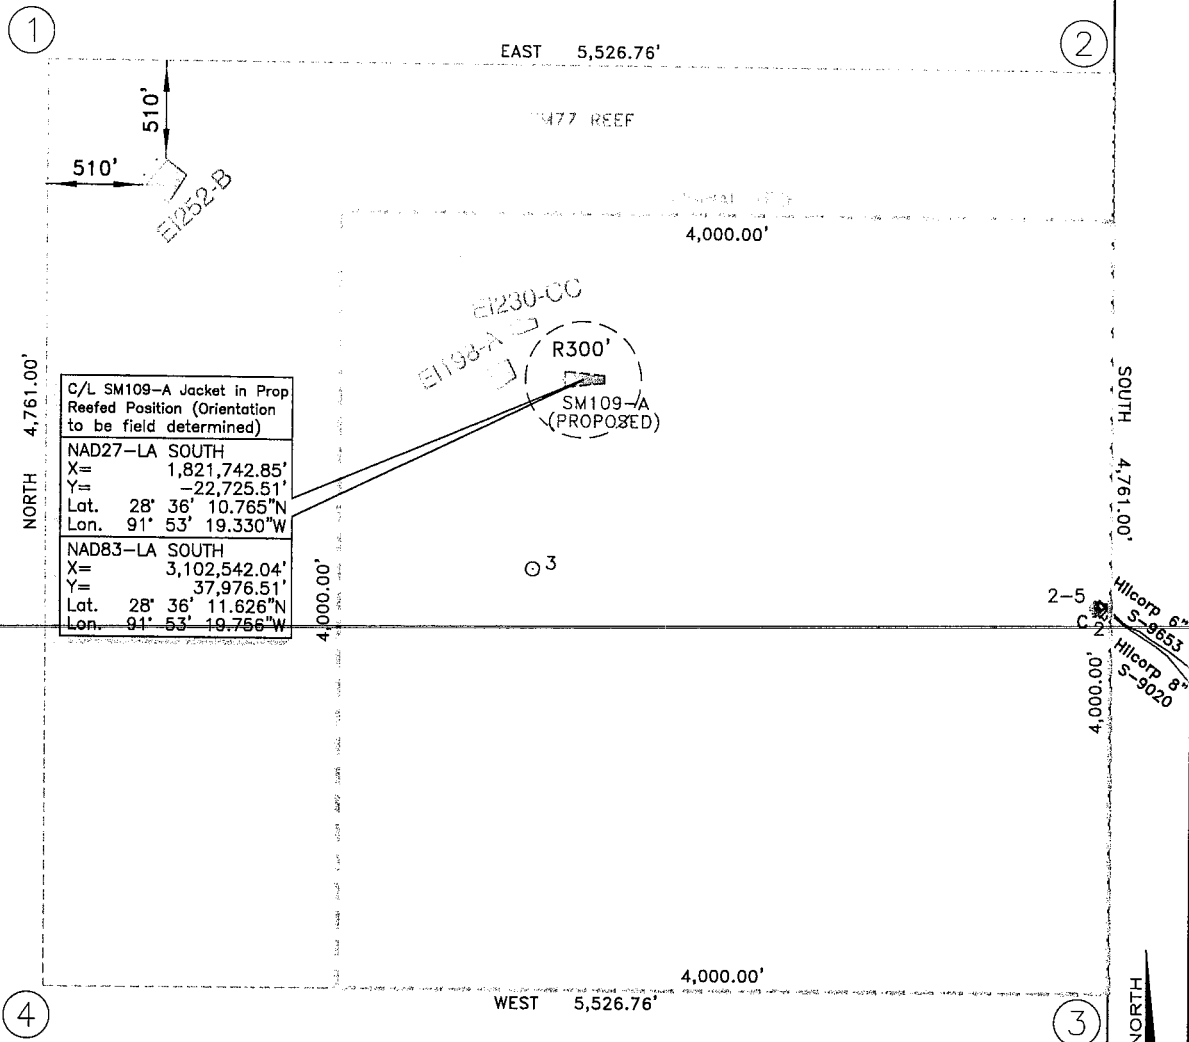 1
2
EAST 5,526.76'
510'
510'
EI252-B
REEF
4,000.00'
EI230-CC
EI198-A
R300'
SM109-A
(PROPOSED)
NORTH 4,761.00'
SOUTH 4,761.00'
C/L SM109-A Jacket in Prop
Reefed Position (Orientation
to be field determined)
NAD27-LA SOUTH
X= 1,821,742.85'
Y= -22,725.51'
Lat. 28° 36' 10.765"N
Lon. 91° 53' 19.330"W
NAD83-LA SOUTH
X= 3,102,542.04'
Y= 37,976.51'
Lat. 28° 36' 11.626"N
Lon. 91° 53' 19.756"W
4,000.00'
3
2-5
C
2
Hilcorp 6"
S-9653
Hilcorp 8"
S-9020
4,000.00'
4,000.00'
WEST 5,526.76'
4
3
NORTH